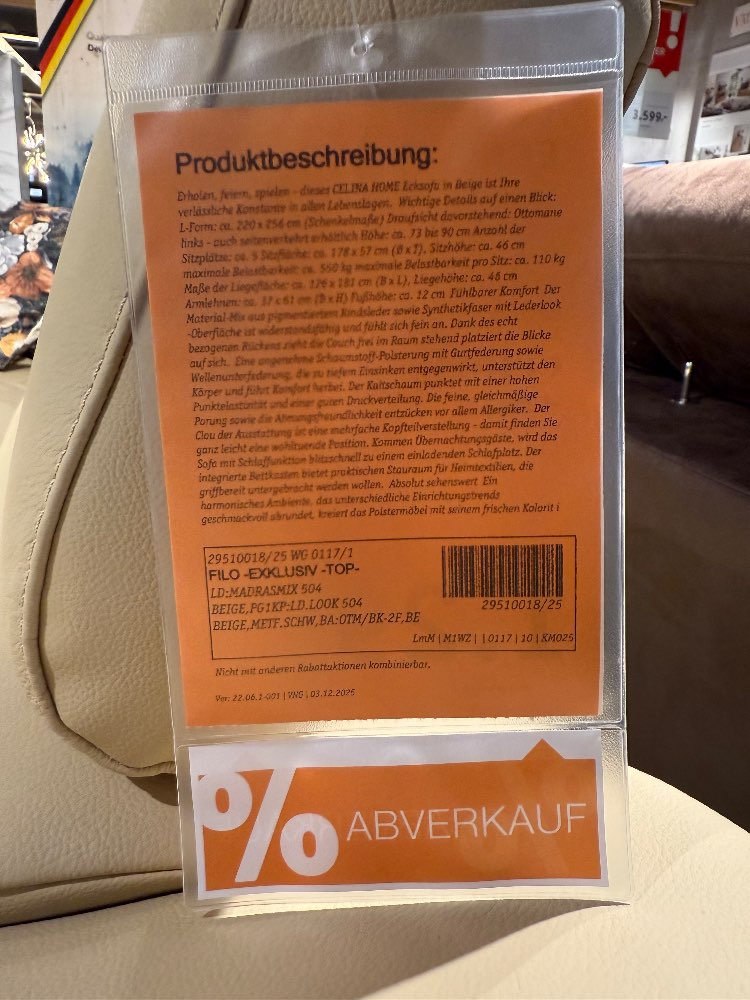 3.599.-
Produktbeschreibung:
Erholen, feiern, spielen - dieses CELINA HOME Ecksofa in Beige ist Ihre
verlässliche Konstante in allen Lebenslagen. Wichtige Details auf einen Blick:
L-Form: ca. 220 x 256 cm (Schenkelmaße) Draufsicht davorstehend: Ottomane
links - auch seitenverkehrt erhältlich Höhe: ca. 73 bis 90 cm Anzahl der
Sitzplätze: ca. 5 Sitzfläche: ca. 178 x 57 cm (B x T), Sitzhöhe: ca. 46 cm
maximale Belastbarkeit: ca. 550 kg maximale Belastbarkeit pro Sitz: ca. 110 kg
Maße der Liegefläche: ca. 126 x 181 cm (B x L), Liegehöhe: ca. 46 cm
Armlehnen: ca. 37 x 61 cm (B x H) Fußhöhe: ca. 12 cm Fühlbarer Komfort Der
Material-Mix aus pigmentiertem Rindsleder sowie Synthetikfaser mit Lederlook
-Oberfläche ist widerstandsfähig und fühlt sich fein an. Dank des echt
bezogenen Rückens zieht die Couch frei im Raum stehend platziert die Blicke
auf sich. Eine angenehme Schaumstoff-Polsterung mit Gurtfederung sowie
Wellenunterfederung, die zu tiefem Einsinken entgegenwirkt, unterstützt den
Körper und führt Komfort herbei. Der Kaltschaum punktet mit einer hohen
Punktelastizität und einer guten Druckverteilung. Die feine, gleichmäßige
Porung sowie die Atmungsfreundlichkeit entzücken vor allem Allergiker. Der
Clou der Ausstattung ist eine mehrfache Kopfteilverstellung - damit finden Sie
ganz leicht eine wohltuende Position. Kommen Übernachtungsgäste, wird das
Sofa mit Schlaffunktion blitzschnell zu einem einladenden Schlafplatz. Der
integrierte Bettkasten bietet praktischen Stauraum für Heimtextilien, die
griffbereit untergebracht werden wollen. Absolut sehenswert Ein
harmonisches Ambiente, das unterschiedliche Einrichtungstrends
geschmackvoll abrundet, kreiert das Polstermöbel mit seinem frischen Kolorit i
29510018/25 WG 0117/1
FILO -EXKLUSIV -TOP-
LD:MADRASMIX 504
BEIGE,PG1KP:LD.LOOK 504
BEIGE,METF.SCHW,BA:OTM/BK-2F,BE
29510018/25
LmM | M1WZ | | 0117 | 10 | KM025
Nicht mit anderen Rabattaktionen kombinierbar.
Ver: 22.06.1-001 | VNG | 03.12.2025
% ABVERKAUF